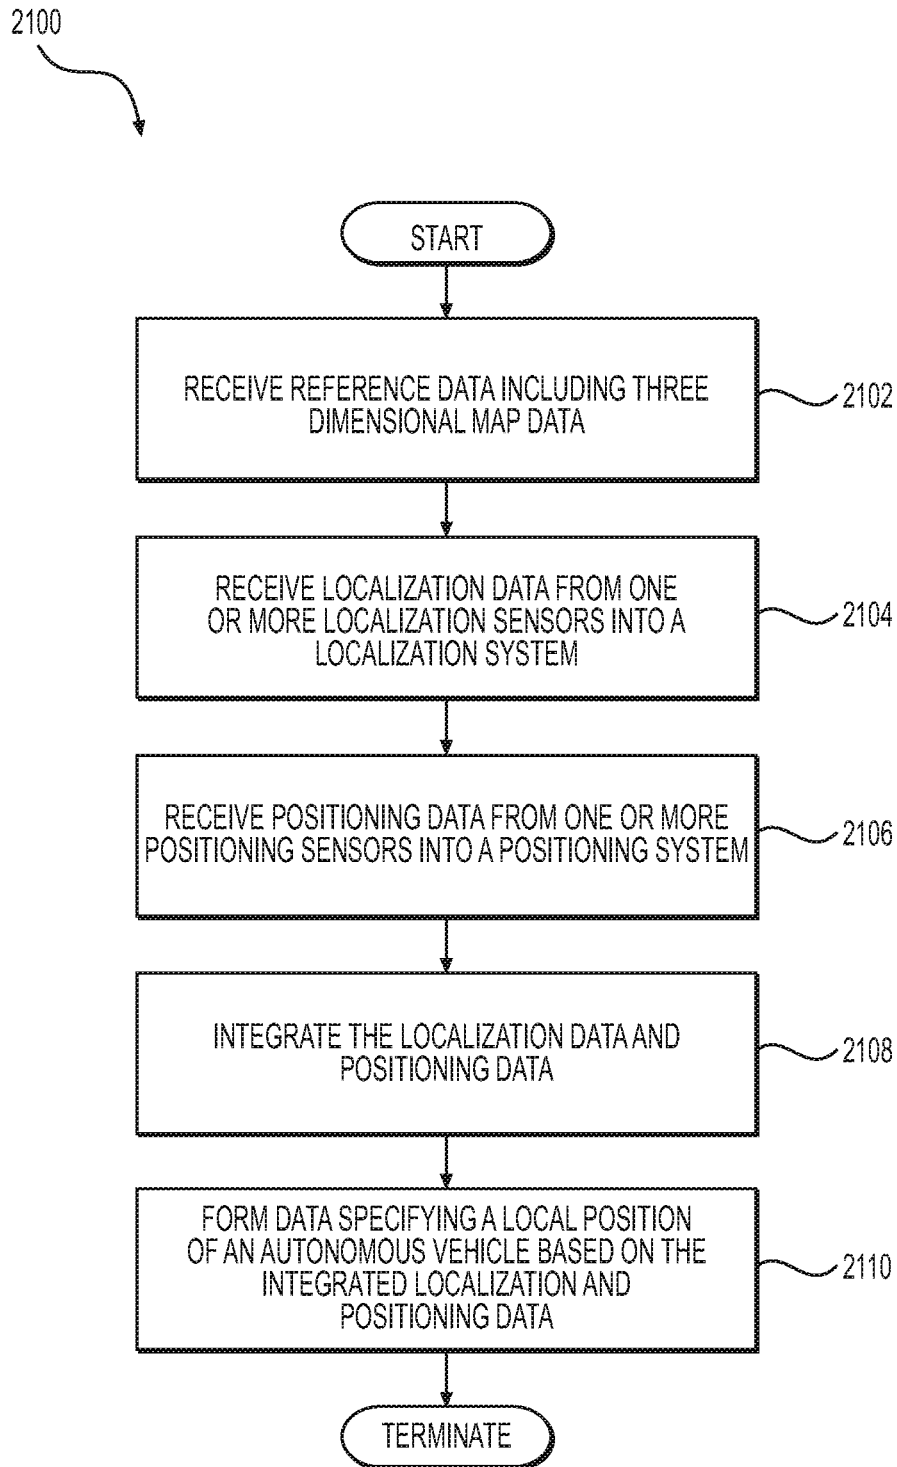 2100
START
RECEIVE REFERENCE DATA INCLUDING THREE
DIMENSIONAL MAP DATA
2102
RECEIVE LOCALIZATION DATA FROM ONE
OR MORE LOCALIZATION SENSORS INTO A
LOCALIZATION SYSTEM
2104
RECEIVE POSITIONING DATA FROM ONE OR MORE
POSITIONING SENSORS INTO A POSITIONING SYSTEM
2106
INTEGRATE THE LOCALIZATION DATA AND
POSITIONING DATA
2108
FORM DATA SPECIFYING A LOCAL POSITION
OF AN AUTONOMOUS VEHICLE BASED ON THE
INTEGRATED LOCALIZATION AND
POSITIONING DATA
2110
TERMINATE